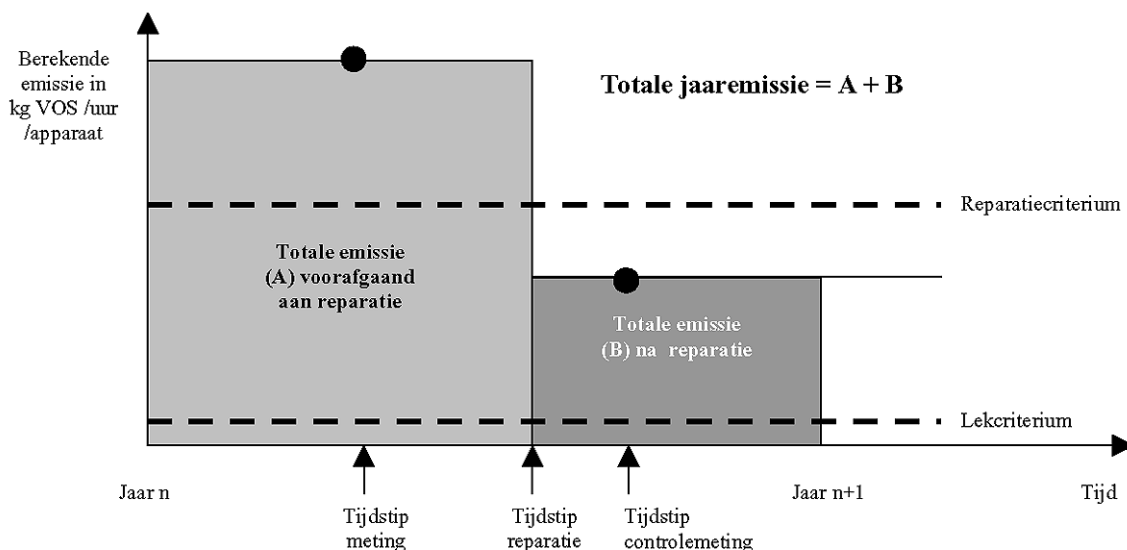 Berekende
emissie in
kg VOS /uur
/apparaat
Totale jaaremissie = A + B
Reparatiecriterium
Totale emissie
(A) voorafgaand
aan reparatie
Totale emissie
(B) na reparatie
Lekcriterium
Jaar n
Jaar n+1
Tijd
Tijdstip
meting
Tijdstip
reparatie
Tijdstip
controlemeting